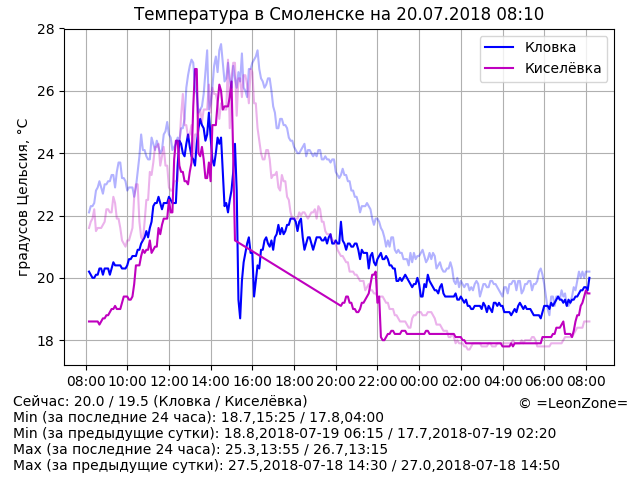 Температура в Смоленске на 20.07.2018 08:10
Кловка
Киселёвка
градусов Цельсия, °C
28
26
24
22
20
18
08:00 10:00 12:00 14:00 16:00 18:00 20:00 22:00 00:00 02:00 04:00 06:00 08:00
Сейчас: 20.0 / 19.5 (Кловка / Киселёвка)
© =LeonZone=
Min (за последние 24 часа): 18.7,15:25 / 17.8,04:00
Min (за предыдущие сутки): 18.8,2018-07-19 06:15 / 17.7,2018-07-19 02:20
Max (за последние 24 часа): 25.3,13:55 / 26.7,13:15
Max (за предыдущие сутки): 27.5,2018-07-18 14:30 / 27.0,2018-07-18 14:50